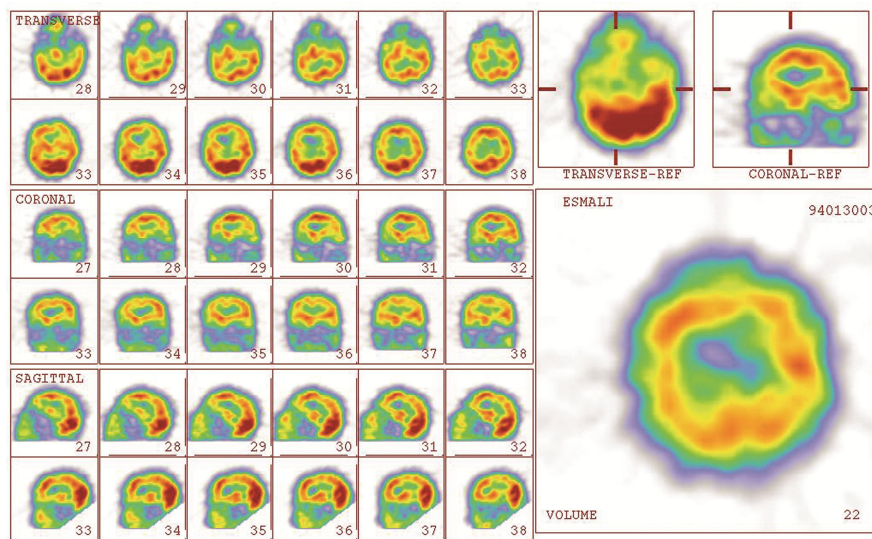 TRANSVERSE
28 29 30 31 32 33
33 34 35 36 37 38
TRANSVERSE-REF CORONAL-REF
CORONAL
27 28 29 30 31 32
33 34 35 36 37 38
SAGITTAL
27 28 29 30 31 32
33 34 35 36 37 38
ESMALI
94013003
VOLUME 22